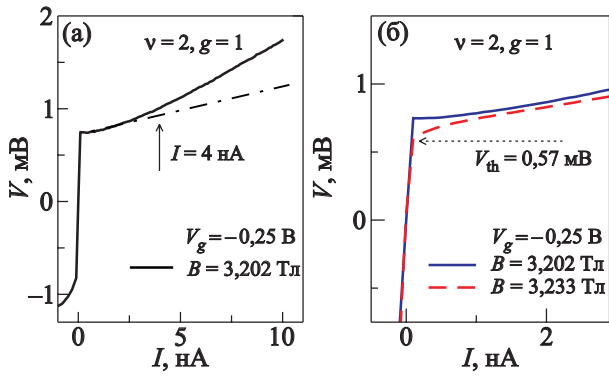 (а)
ν = 2, g = 1
2
1
0
−1
V, мВ
I = 4 нА
V_g = −0,25 В
B = 3,202 Тл
0
5
10
I, нА
(б)
ν = 2, g = 1
1
0
V, мВ
V_th = 0,57 мВ
V_g = −0,25 В
B = 3,202 Тл
B = 3,233 Тл
0
2
I, нА